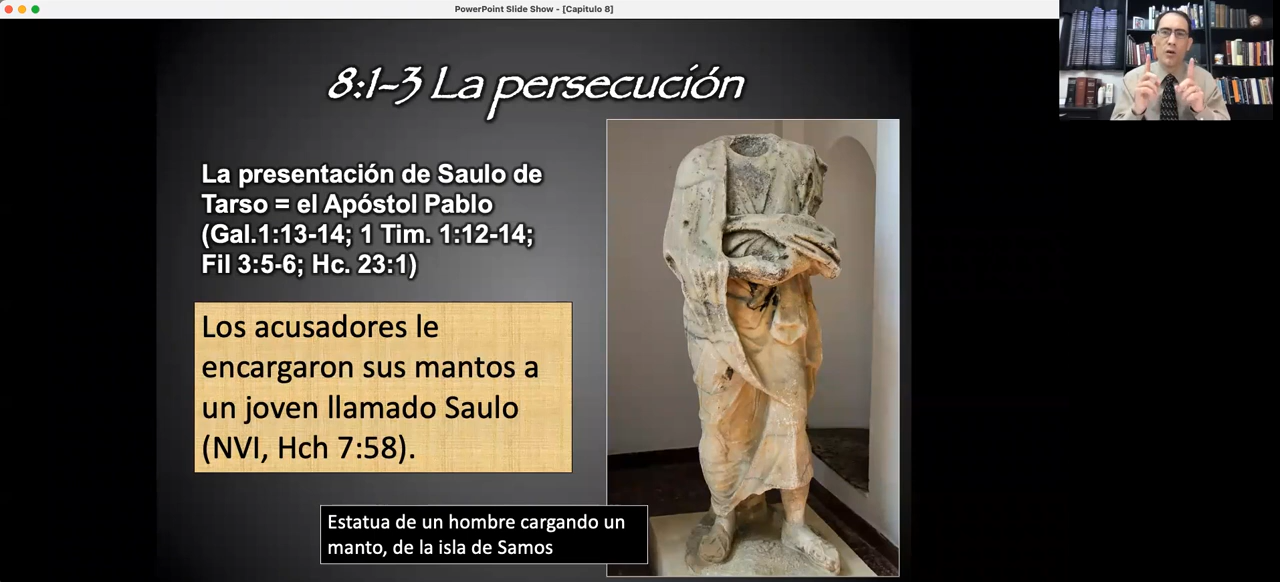 PowerPoint Slide Show - [Capitulo 8]
8:1-3 La persecución
La presentación de Saulo de
Tarso = el Apóstol Pablo
(Gal.1:13-14; 1 Tim. 1:12-14;
Fil 3:5-6; Hc. 23:1)
Los acusadores le
encargaron sus mantos a
un joven llamado Saulo
(NVI, Hch 7:58).
Estatua de un hombre cargando un
manto, de la isla de Samos